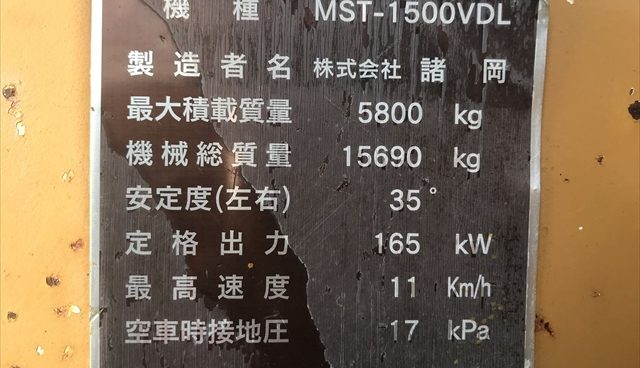 機種 MST-1500VDL
製造者名 株式会社 諸岡
最大積載質量 5800 kg
機械総質量 15690 kg
安定度(左右) 35°
定格出力 165 kW
最高速度 11 Km/h
空車時接地圧 17 kPa